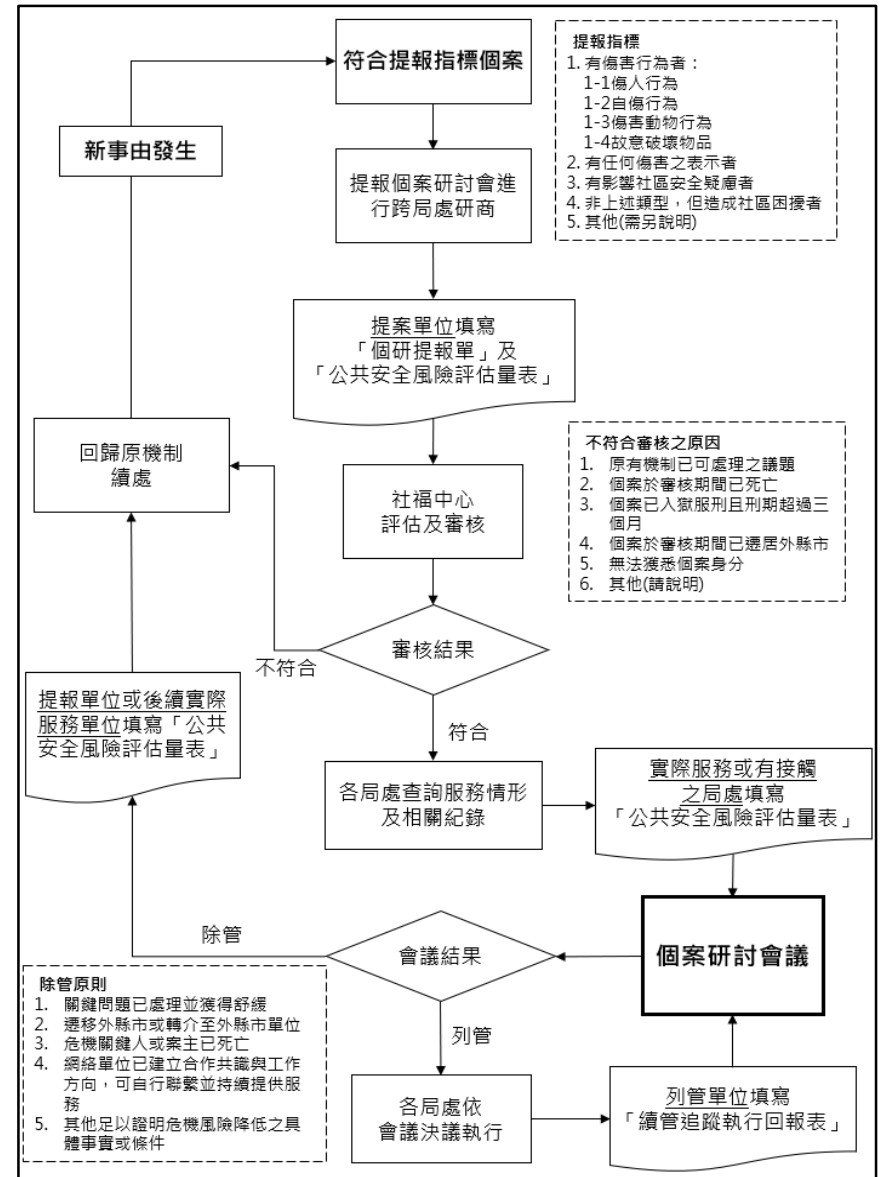 符合提報指標個案
提報指標
1. 有傷害行為者：
1-1傷人行為
1-2自傷行為
1-3傷害動物行為
1-4故意破壞物品
2. 有任何傷害之表示者
3. 有影響社區安全疑慮者
4. 非上述類型，但造成社區困擾者
5. 其他(需另說明)
新事由發生
提報個案研討會進
行跨局處研商
提案單位填寫
「個研提報單」及
「公共安全風險評估量表」
回歸原機制
續處
社福中心
評估及審核
不符合審核之原因
1. 原有機制已可處理之議題
2. 個案於審核期間已死亡
3. 個案已入獄服刑且刑期超過三
個月
4. 個案於審核期間已遷居外縣市
5. 無法獲悉個案身分
6. 其他(請說明)
審核結果
不符合
符合
提報單位或後續實際
服務單位填寫「公共
安全風險評估量表」
各局處查詢服務情形
及相關紀錄
實際服務或有接觸
之局處填寫
「公共安全風險評估量表」
個案研討會議
會議結果
除管
列管
除管原則
1. 關鍵問題已處理並獲得舒緩
2. 遷移外縣市或轉介至外縣市單位
3. 危機關鍵人或案主已死亡
4. 網絡單位已建立合作共識與工作
方向，可自行聯繫並持續提供服
務
5. 其他足以證明危機風險降低之具
體事實或條件
各局處依
會議決議執行
列管單位填寫
「續管追蹤執行回報表」